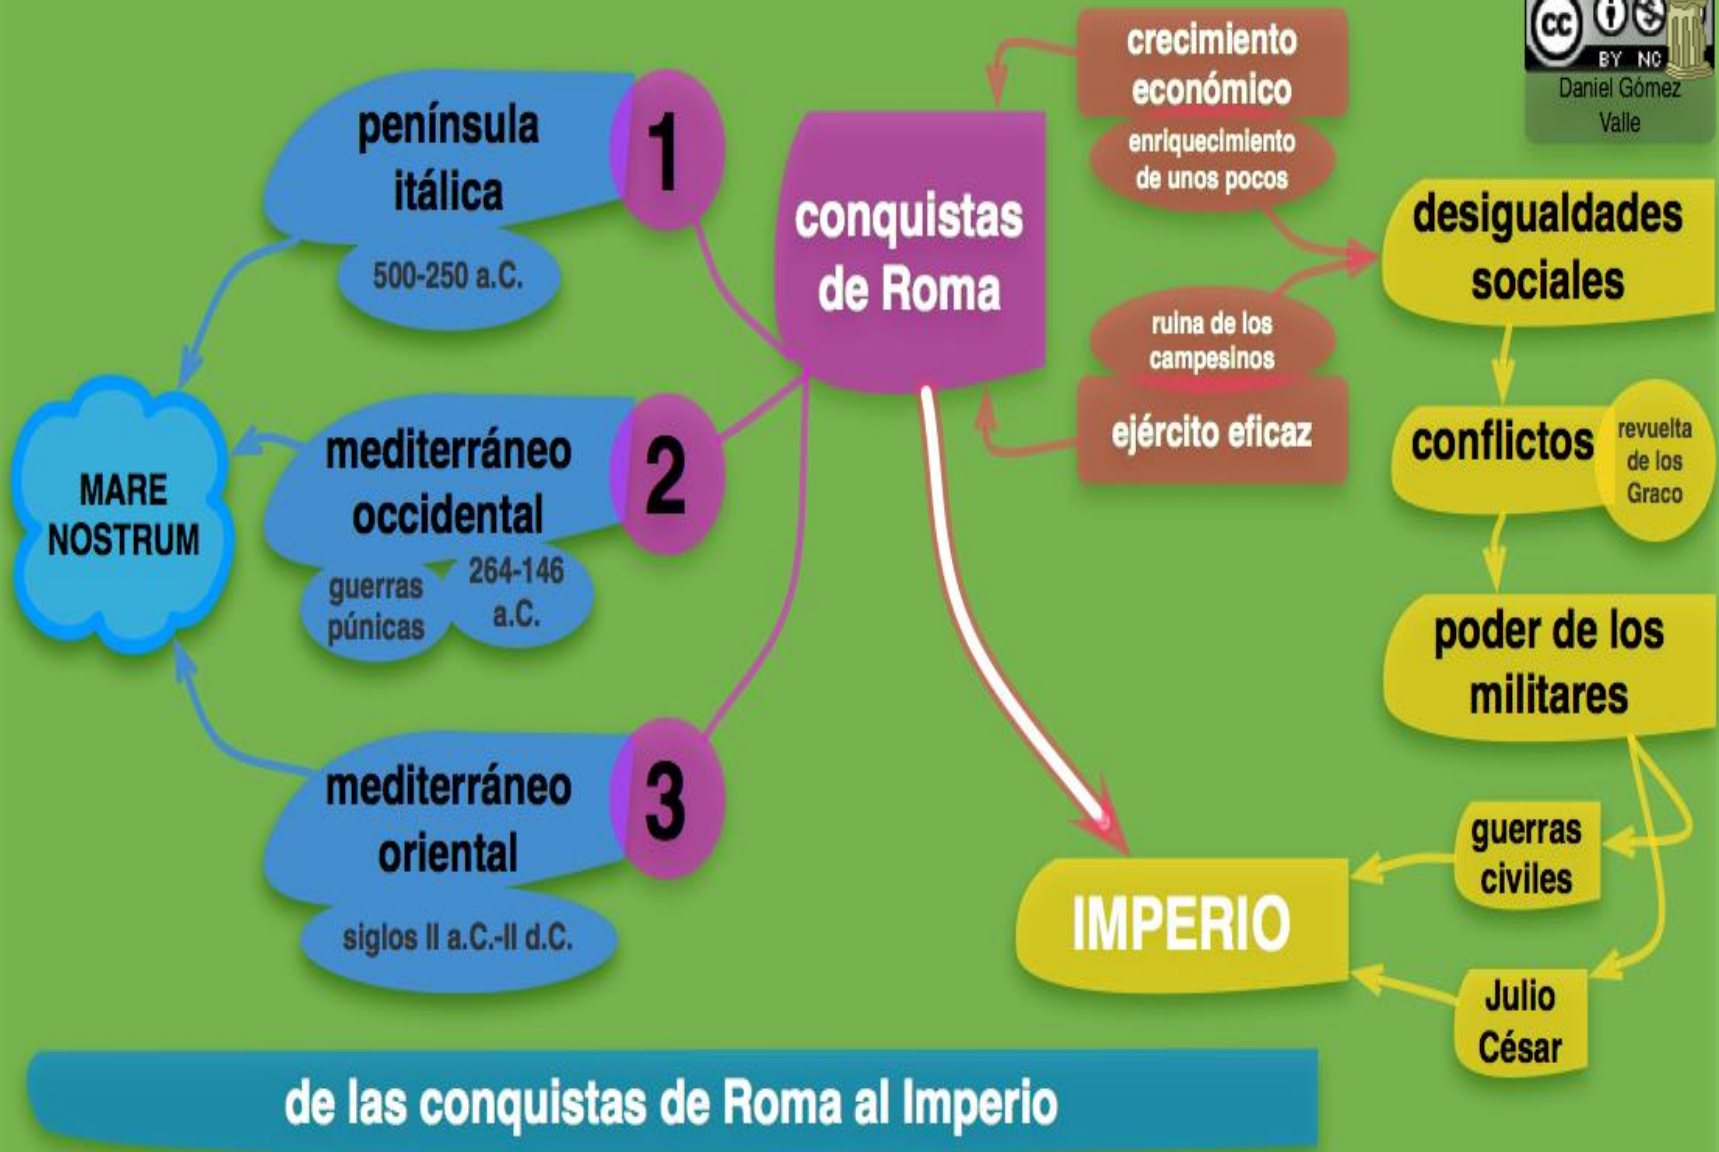 península
itálica
1
500-250 a.C.
mediterráneo
occidental
2
guerras
púnicas
264-146
a.C.
mediterráneo
oriental
3
siglos II a.C.-II d.C.
MARE
NOSTRUM
conquistas
de Roma
crecimiento
económico
enriquecimiento
de unos pocos
ruina de los
campesinos
ejército eficaz
cc
BY NC
Daniel Gómez
Valle
desigualdades
sociales
conflictos
revuelta
de los
Graco
poder de los
militares
guerras
civiles
Julio
César
IMPERIO
de las conquistas de Roma al Imperio